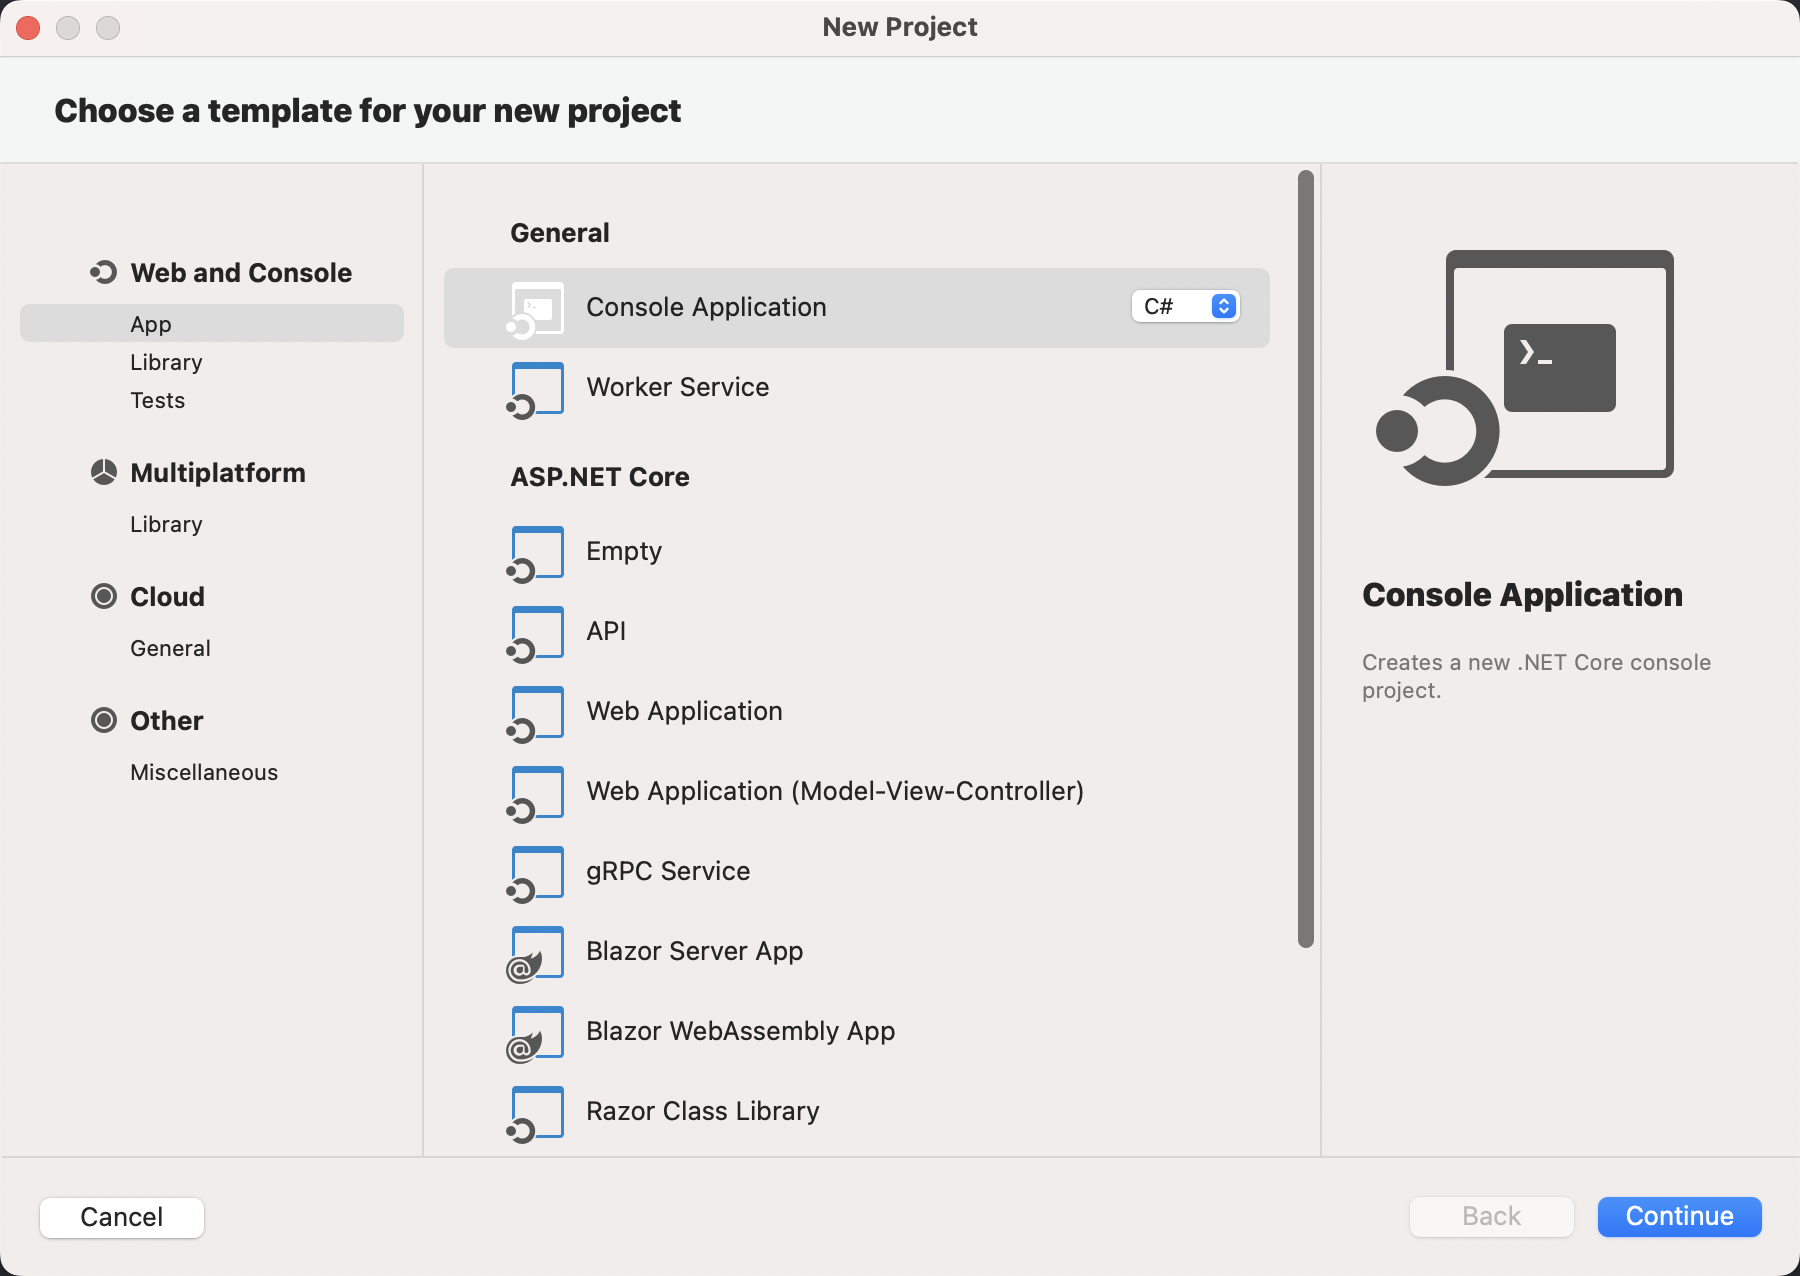 New Project
Choose a template for your new project
Web and Console
App
Library
Tests
Multiplatform
Library
Cloud
General
Other
Miscellaneous
General
Console Application
C#
Worker Service
ASP.NET Core
Empty
API
Web Application
Web Application (Model-View-Controller)
gRPC Service
Blazor Server App
Blazor WebAssembly App
Razor Class Library
Console Application
Creates a new .NET Core console
project.
Cancel
Back
Continue